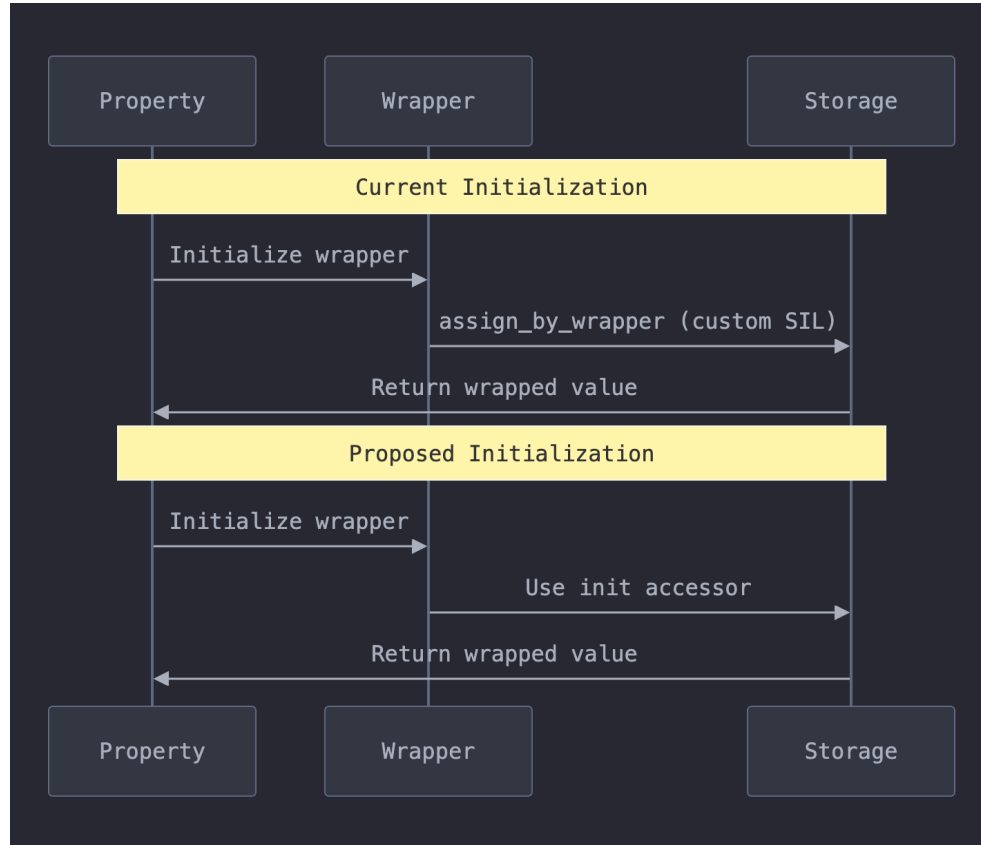 Property
Wrapper
Storage
Current Initialization
Initialize wrapper
assign_by_wrapper (custom SIL)
Return wrapped value
Proposed Initialization
Initialize wrapper
Use init accessor
Return wrapped value
Property
Wrapper
Storage